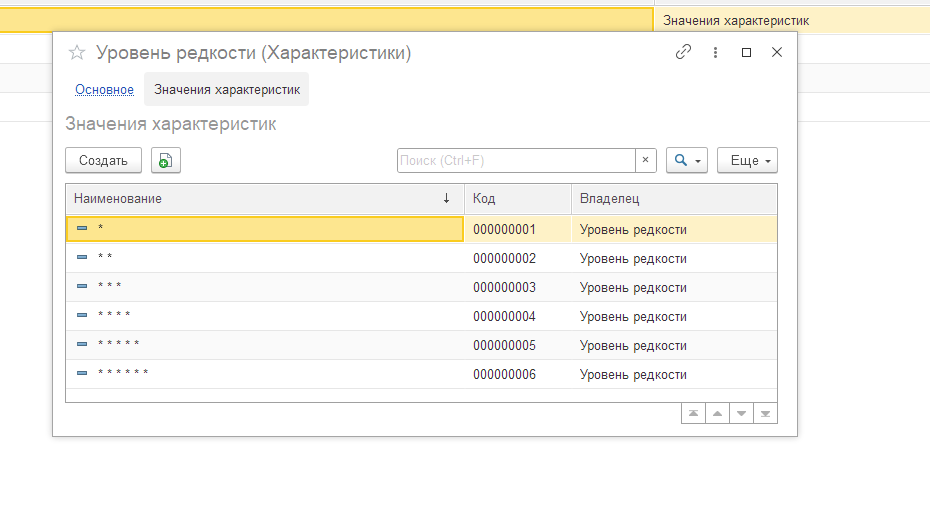 Значения характеристик
Уровень редкости (Характеристики)
Основное Значения характеристик
Значения характеристик
Создать Поиск (Ctrl+F) × Еще
Наименование ↓ Код Владелец
* 000000001 Уровень редкости
* * 000000002 Уровень редкости
* * * 000000003 Уровень редкости
* * * * 000000004 Уровень редкости
* * * * * 000000005 Уровень редкости
* * * * * * 000000006 Уровень редкости